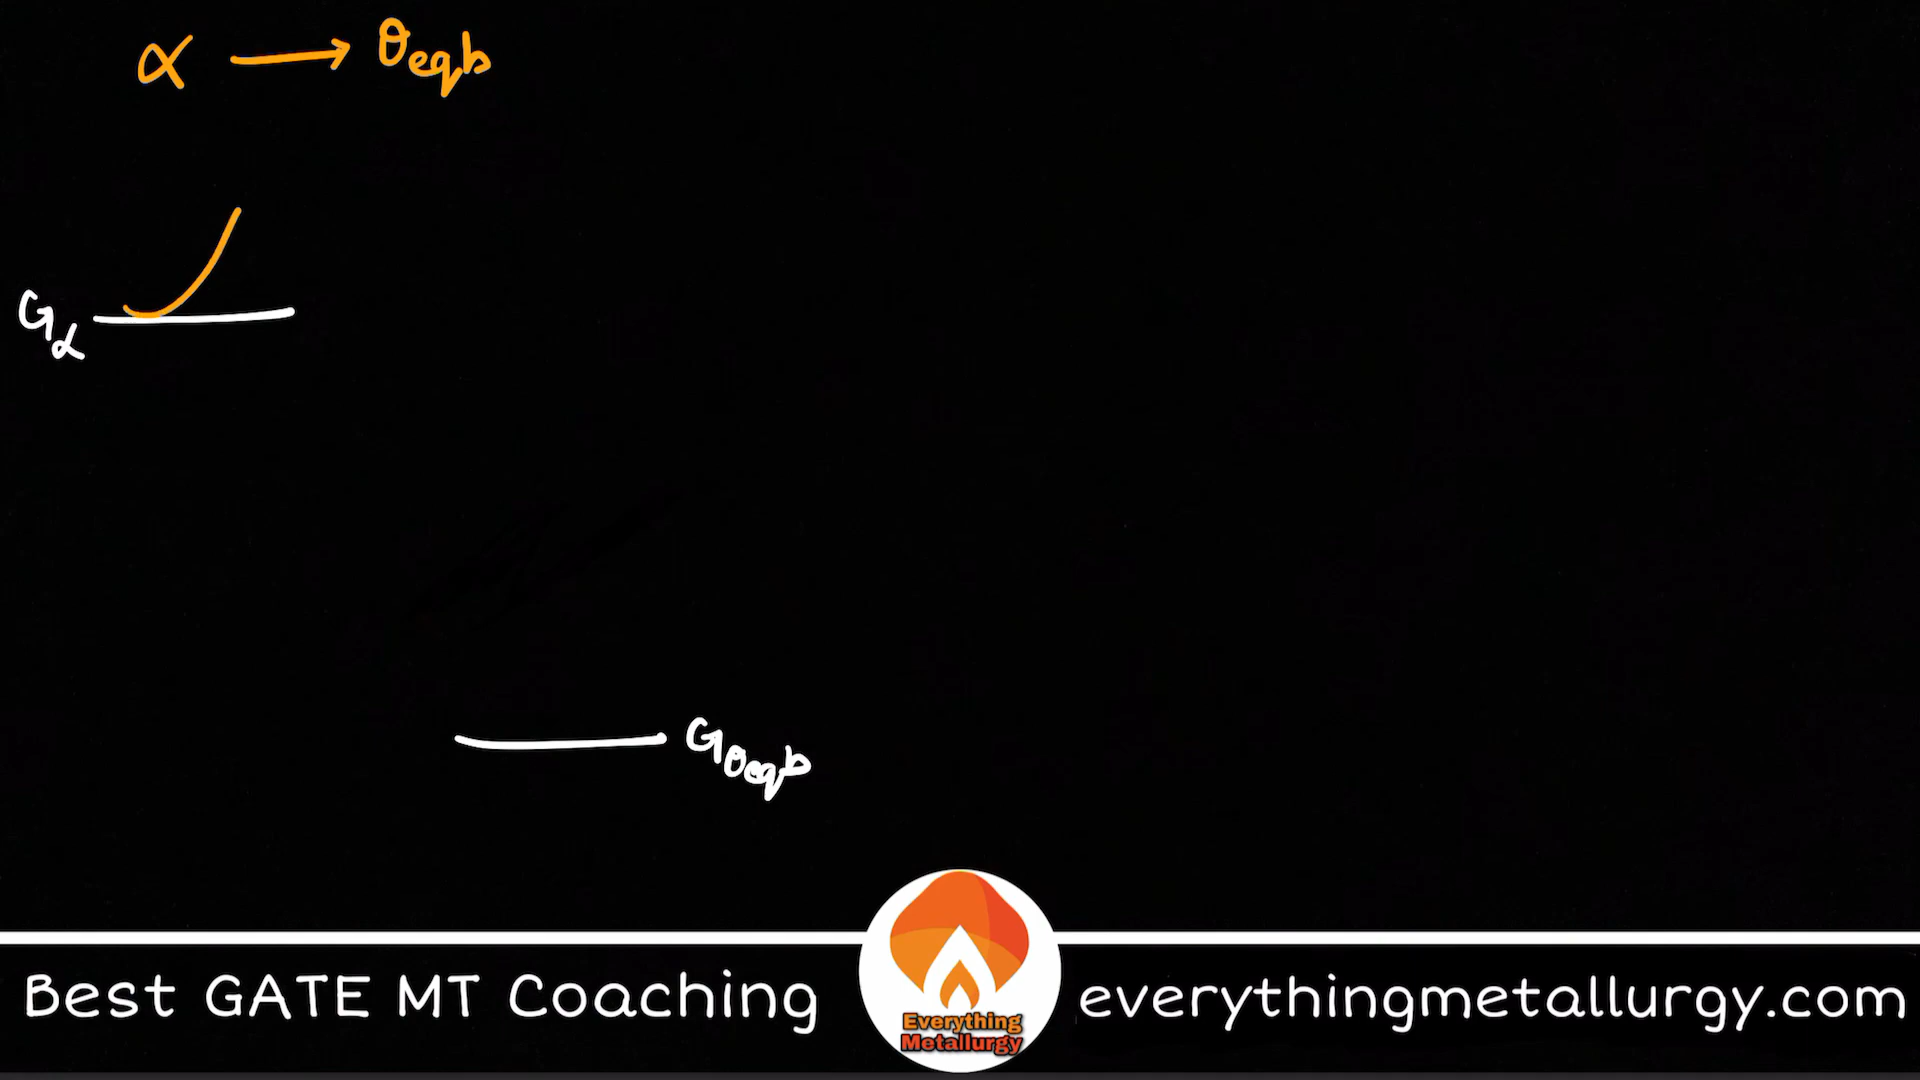 α → θeqb
Gα
Gθeqb
Best GATE MT Coaching
Everything
Metallurgy
everythingmetallurgy.com